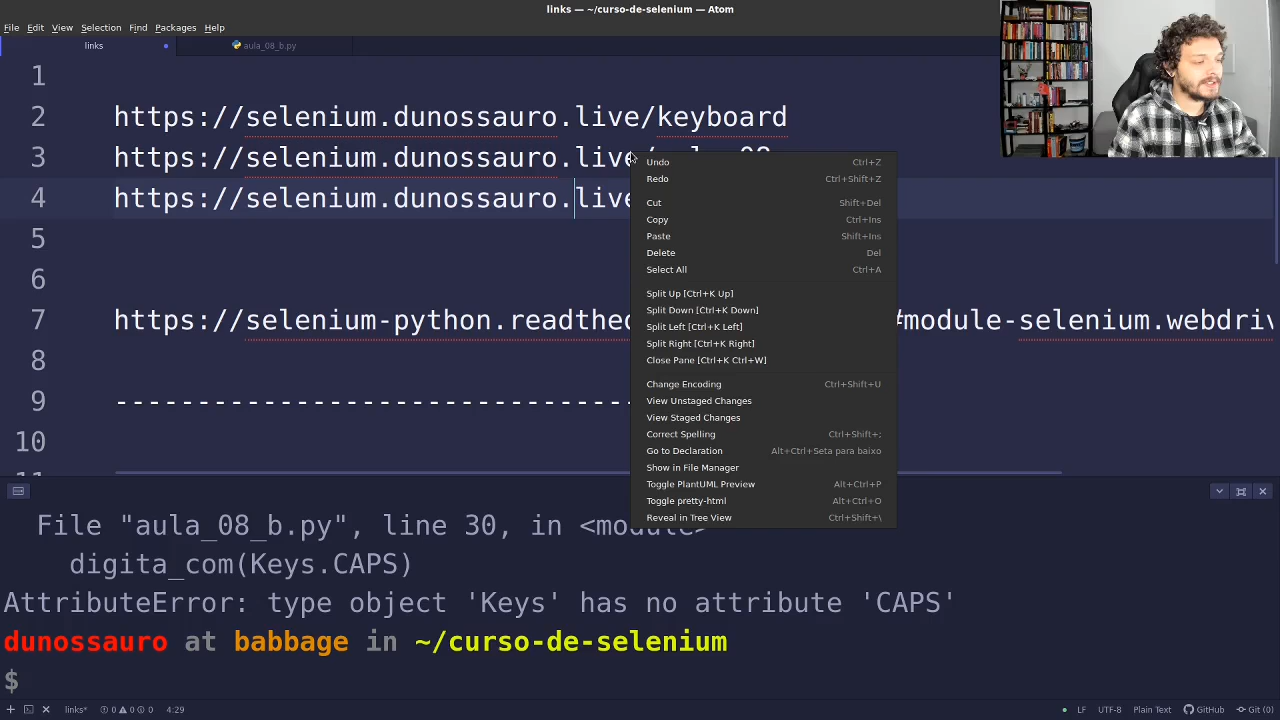 links — ~/curso-de-selenium — Atom
File Edit View Selection Find Packages Help
links
aula_08_b.py
1
2 https://selenium.dunossauro.live/keyboard
3 https://selenium.dunossauro.live
4 https://selenium.dunossauro.live
5
6
7 https://selenium-python. #module-selenium.webdriv
8
9 --------------------------------
10
Undo Ctrl+Z
Redo Ctrl+Shift+Z
Cut Shift+Del
Copy Ctrl+Ins
Paste Shift+Ins
Delete Del
Select All Ctrl+A
Split Up [Ctrl+K Up]
Split Down [Ctrl+K Down]
Split Left [Ctrl+K Left]
Split Right [Ctrl+K Right]
Close Pane [Ctrl+K Ctrl+W]
Change Encoding Ctrl+Shift+U
View Unstaged Changes
View Staged Changes
Correct Spelling Ctrl+Shift+;
Go to Declaration Alt+Ctrl+Seta para baixo
Show in File Manager
Toggle PlantUML Preview Alt+Ctrl+P
Toggle pretty-html Alt+Ctrl+O
Reveal in Tree View Ctrl+Shift+\
File "aula_08_b.py", line 30, in <module>
digita_com(Keys.CAPS)
AttributeError: type object 'Keys' has no attribute 'CAPS'
dunossauro at babbage in ~/curso-de-selenium
$
links* 0 0 0 4:29 LF UTF-8 Plain Text GitHub Git (0)